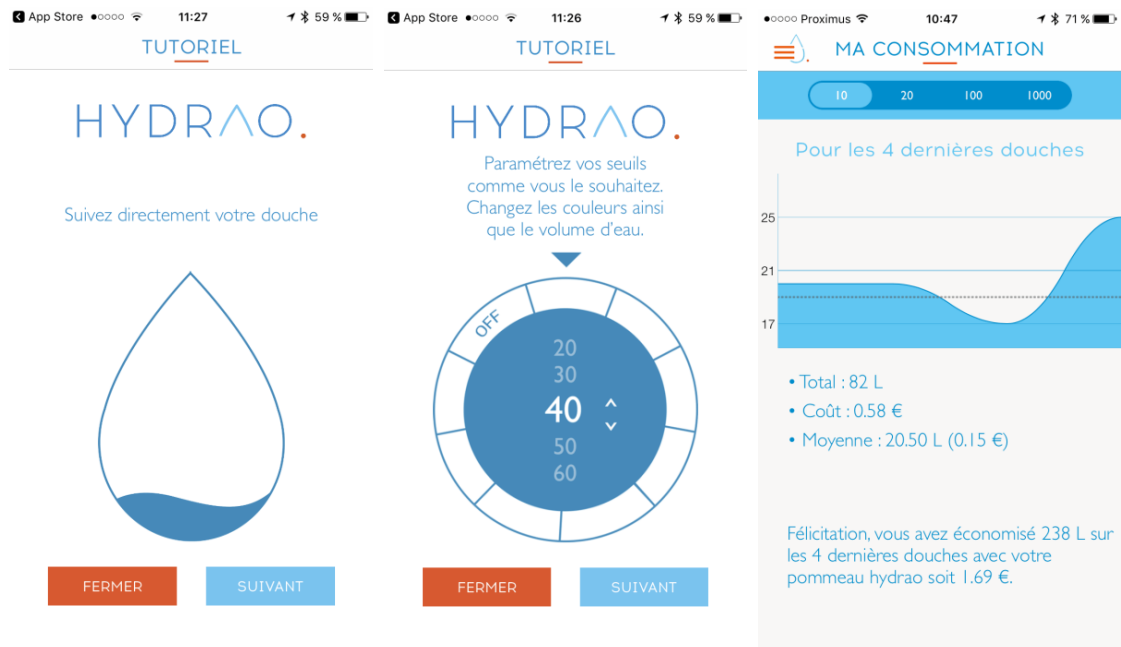 App Store 11:27 59 %
TUTORIEL
HYDRAO.
Suivez directement votre douche
FERMER SUIVANT
App Store 11:26 59 %
TUTORIEL
HYDRAO.
Paramétrez vos seuils
comme vous le souhaitez.
Changez les couleurs ainsi
que le volume d'eau.
OFF
20
30
40
50
60
FERMER SUIVANT
Proximus 10:47 71 %
MA CONSOMMATION
10 20 100 1000
Pour les 4 dernières douches
25
21
17
• Total : 82 L
• Coût : 0.58 €
• Moyenne : 20.50 L (0.15 €)
Félicitation, vous avez économisé 238 L sur
les 4 dernières douches avec votre
pommeau hydrao soit 1.69 €.